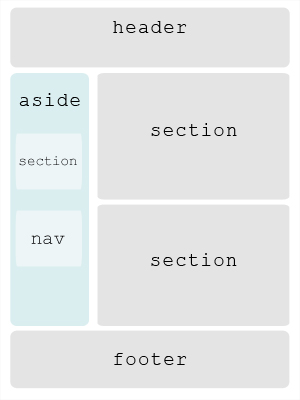 header
aside
section
nav
section
section
footer